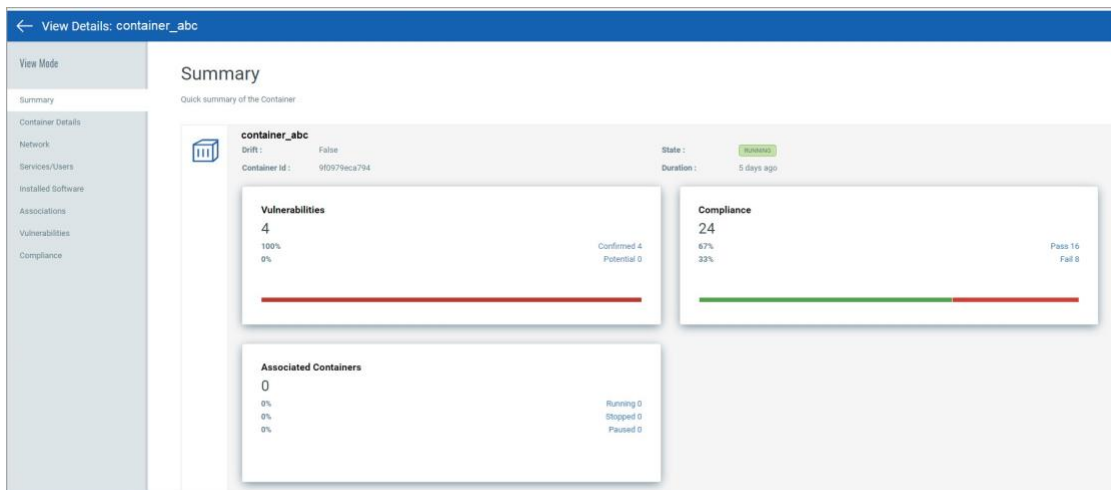 View Details: container_abc
View Mode
Summary
Container Details
Network
Services/Users
Installed Software
Associations
Vulnerabilities
Compliance
Summary
Quick summary of the Container
container_abc
Drift : False State : RUNNING
Container Id : 9f0979eca794 Duration : 5 days ago
Vulnerabilities
4
100% Confirmed 4
0% Potential 0
Compliance
24
67% Pass 16
33% Fail 8
Associated Containers
0
0% Running 0
0% Stopped 0
0% Paused 0